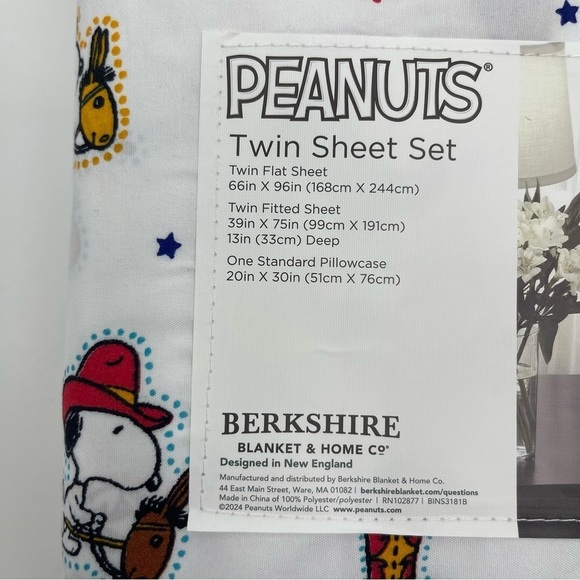 PEANUTS®
Twin Sheet Set
Twin Flat Sheet
66in X 96in (168cm X 244cm)
Twin Fitted Sheet
39in X 75in (99cm X 191cm)
13in (33cm) Deep
One Standard Pillowcase
20in X 30in (51cm X 76cm)
BERKSHIRE
BLANKET & HOME Co®
Designed in New England
Manufactured and distributed by Berkshire Blanket & Home Co.
44 East Main Street, Ware, MA 01082 | berkshireblanket.com/questions
Made in China of 100% Polyester/polyester | RN102877 | BINS3181B
©2024 Peanuts Worldwide LLC www.peanuts.com